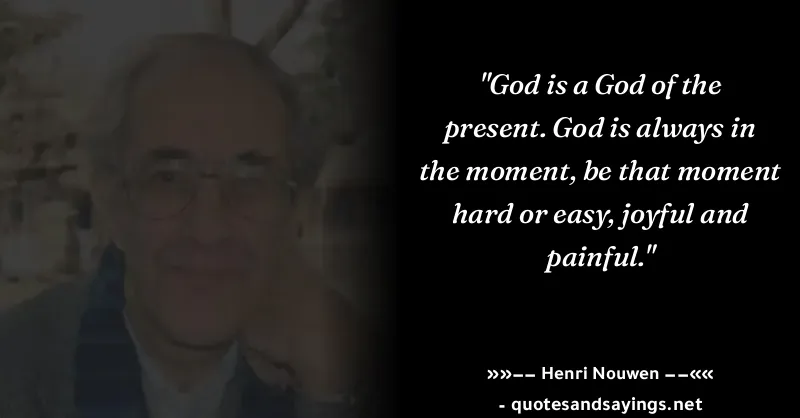 "God is a God of the
present. God is always in
the moment, be that moment
hard or easy, joyful and
painful."
»»−− Henri Nouwen −−««
- quotesandsayings.net